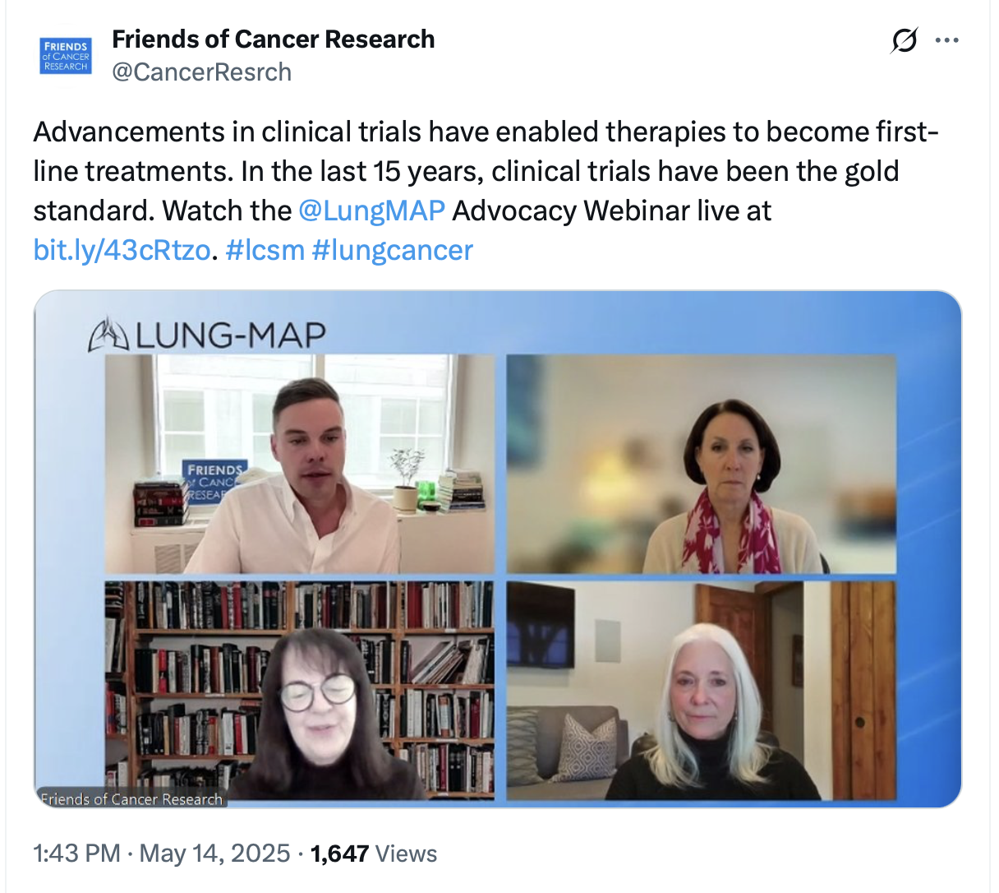 FRIENDS
of CANCER
RESEARCH
Friends of Cancer Research
@CancerResrch
Advancements in clinical trials have enabled therapies to become first-
line treatments. In the last 15 years, clinical trials have been the gold
standard. Watch the @LungMAP Advocacy Webinar live at
bit.ly/43cRtzo. #lcsm #lungcancer
LUNG-MAP
FRIENDS
of CANC
RESEAR
Friends of Cancer Research
1:43 PM · May 14, 2025 · 1,647 Views